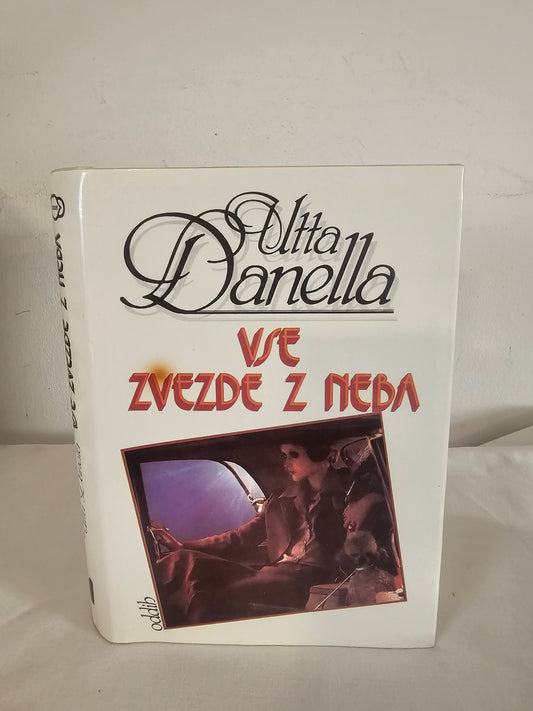 Utta
Danella
VSE
ZVEZDE Z NEBA
oddih
VSE ZVEZDE Z NEBA